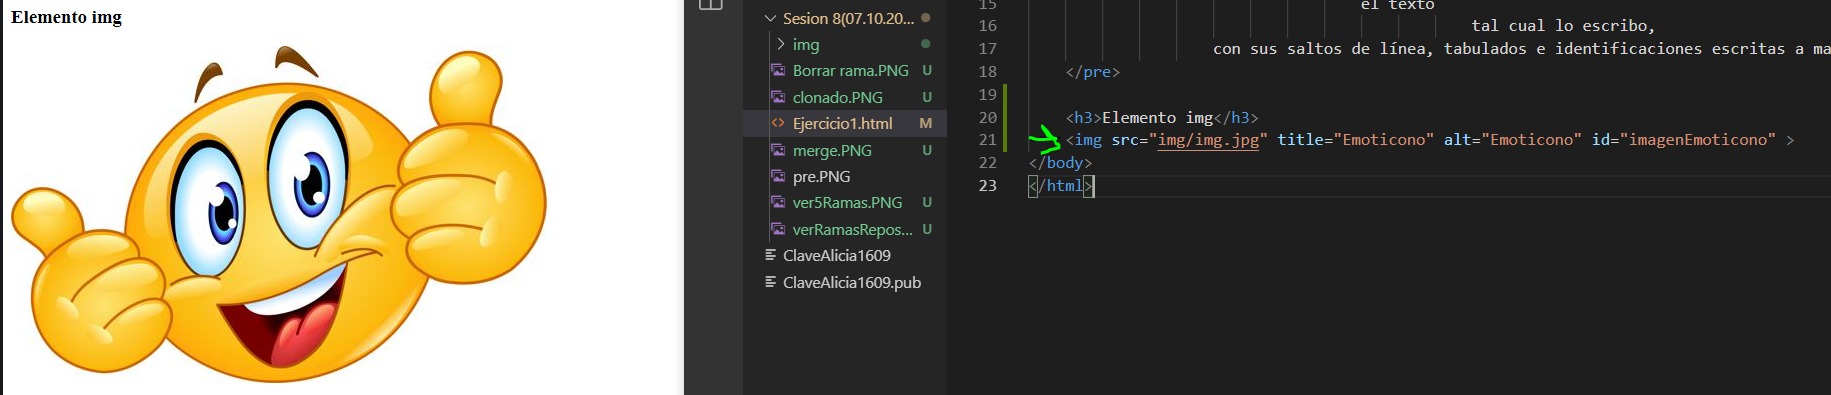 Elemento img
Sesion 8(07.10.20...
img
Borrar rama.PNG U
clonado.PNG U
Ejercicio1.html M
merge.PNG U
pre.PNG
ver5Ramas.PNG U
verRamasRepos... U
ClaveAlicia1609
ClaveAlicia1609.pub
15 el texto
16 tal cual lo escribo,
17 con sus saltos de línea, tabulados e identificaciones escritas a ma
18 </pre>
19
20 <h3>Elemento img</h3>
21 <img src="img/img.jpg" title="Emoticono" alt="Emoticono" id="imagenEmoticono" >
22 </body>
23 </html>